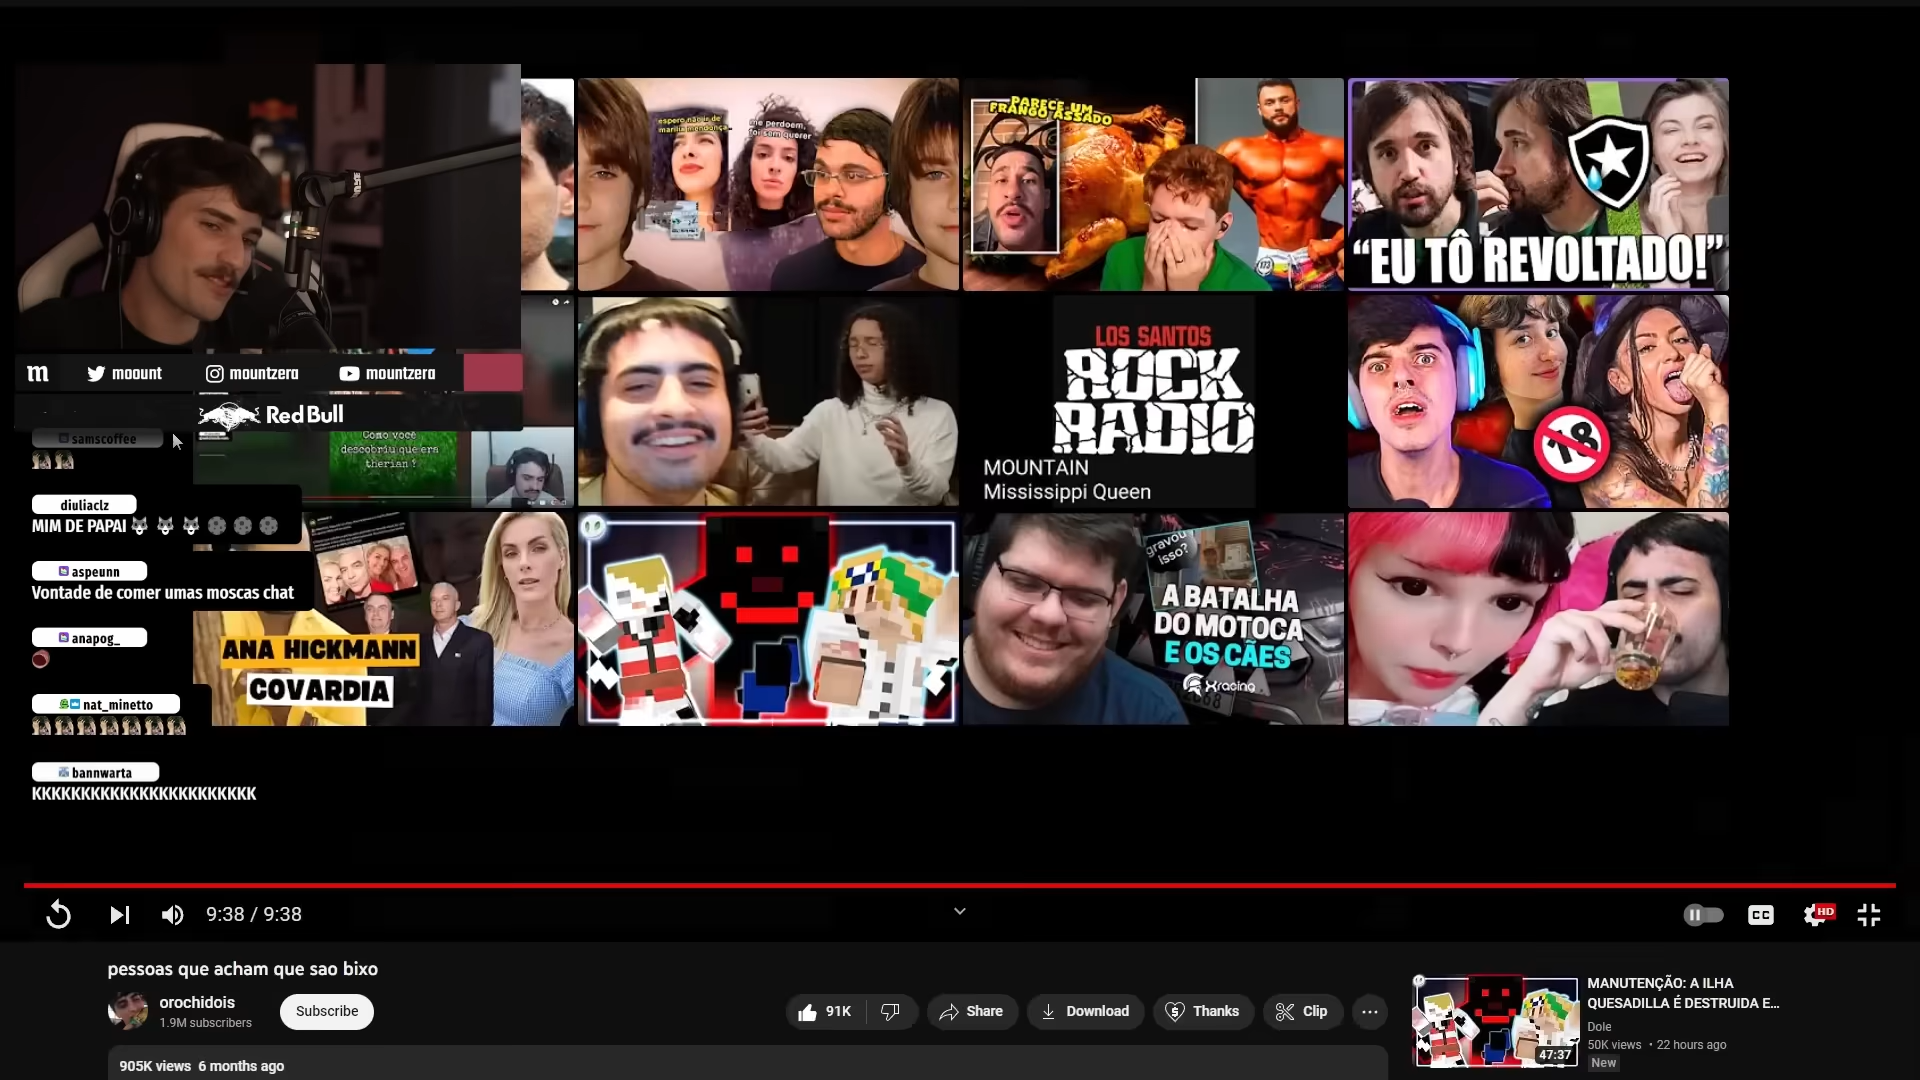 m moount mountzera mountzera
Red Bull
samscoffee
diuliaclz
MIM DE PAPAI
aspeunn
Vontade de comer umas moscas chat
anapog_
nat_minetto
bannwarta
KKKKKKKKKKKKKKKKKKKKKKK
espero não ir de
marília mendonça
me perdoem,
foi sem querer
PARECE UM
FRANGO ASSADO
172
“EU TÔ REVOLTADO!”
Como você
descobriu que era
therian ?
LOS SANTOS
ROCK
RADIO
MOUNTAIN
Mississippi Queen
18
ANA HICKMANN
COVARDIA
gravou
isso?
A BATALHA
DO MOTOCA
E OS CÃES
Xracing
9:38 / 9:38
CC
HD
pessoas que acham que sao bixo
orochidois
1.9M subscribers
Subscribe
91K
Share
Download
Thanks
Clip
905K views 6 months ago
47:37
MANUTENÇÃO: A ILHA
QUESADILLA É DESTRUIDA E...
Dole
50K views • 22 hours ago
New